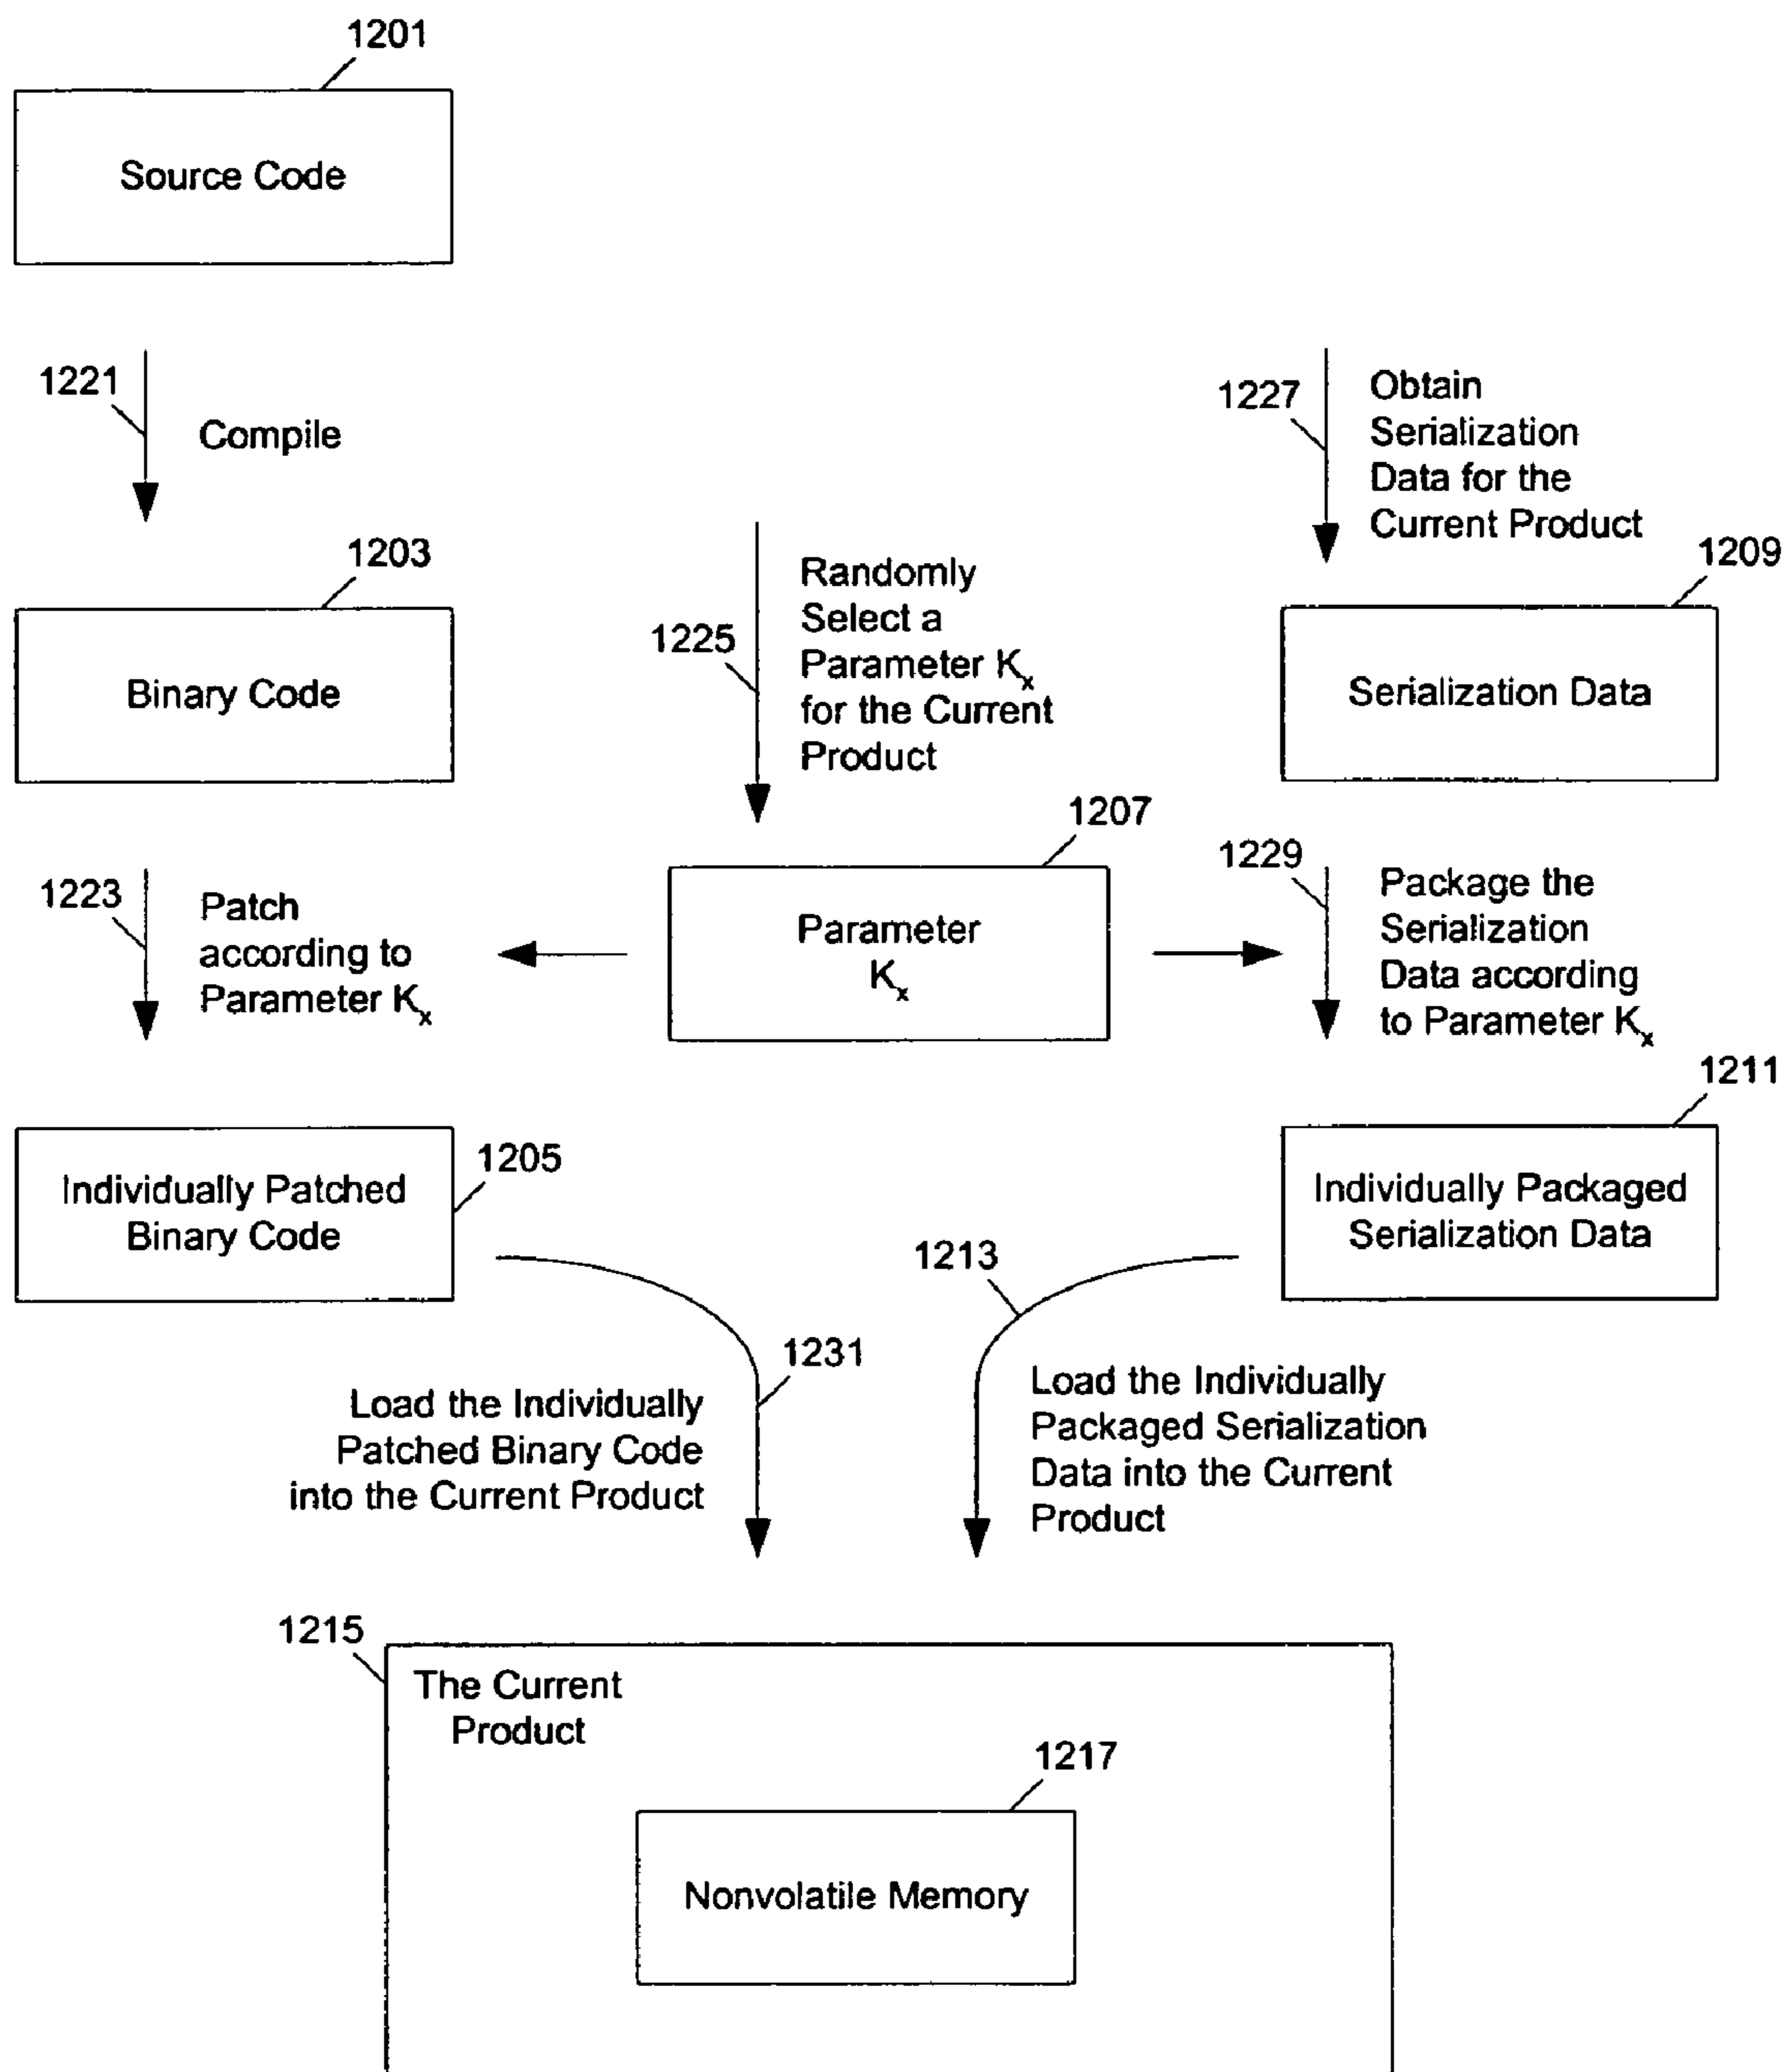 1201
Source Code
1221
Compile
1227
Obtain
Serialization
Data for the
Current Product
1203
Binary Code
1225
Randomly
Select a
Parameter Kx
for the Current
Product
1209
Serialization Data
1223
Patch
according to
Parameter Kx
1207
Parameter
Kx
1229
Package the
Serialization
Data according
to Parameter Kx
1205
Individually Patched
Binary Code
1211
Individually Packaged
Serialization Data
1231
Load the Individually
Patched Binary Code
into the Current Product
1213
Load the Individually
Packaged Serialization
Data into the Current
Product
1215
The Current
Product
1217
Nonvolatile Memory